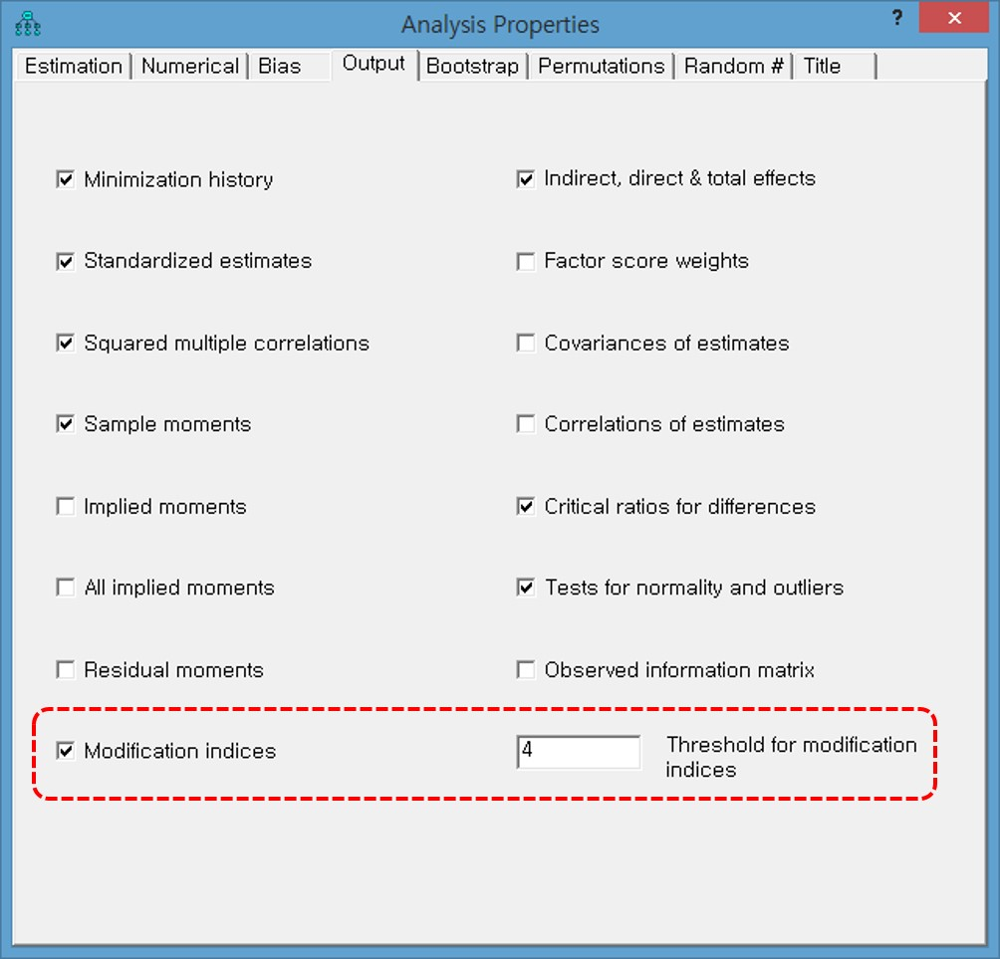 Analysis Properties
?
Estimation Numerical Bias Output Bootstrap Permutations Random # Title
Minimization history
Indirect, direct & total effects
Standardized estimates
Factor score weights
Squared multiple correlations
Covariances of estimates
Sample moments
Correlations of estimates
Implied moments
Critical ratios for differences
All implied moments
Tests for normality and outliers
Residual moments
Observed information matrix
Modification indices
4
Threshold for modification
indices